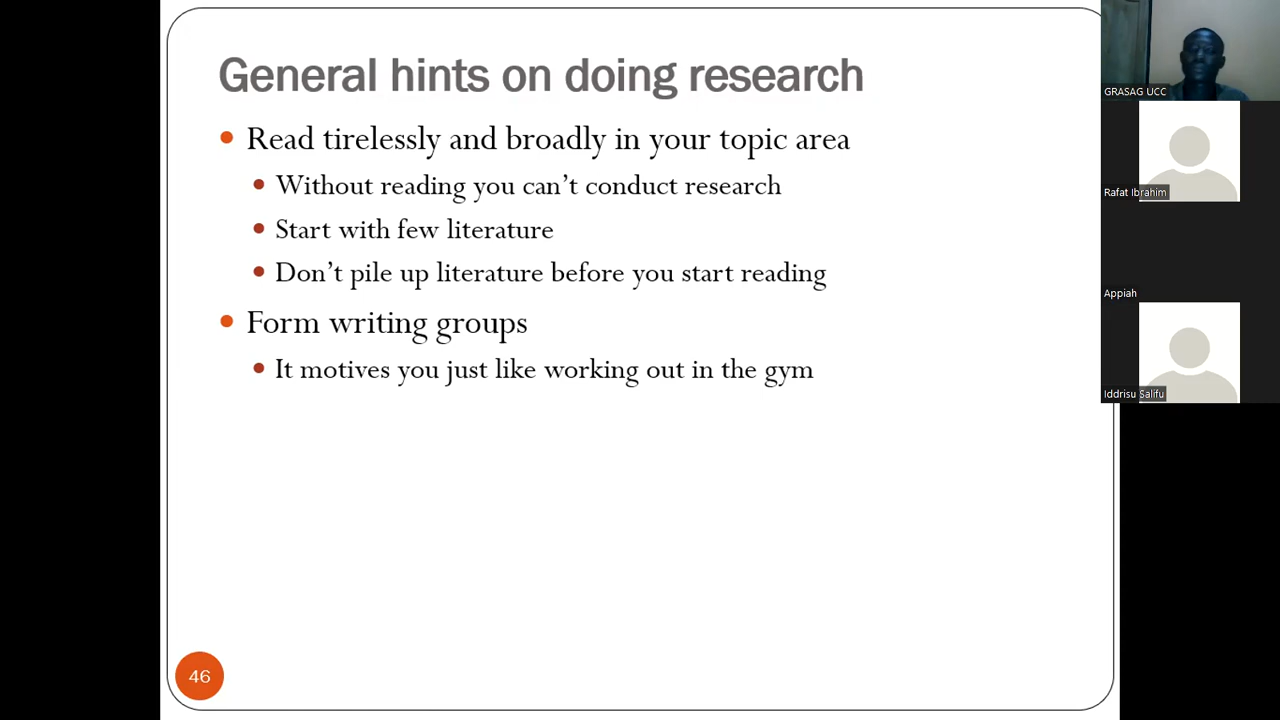 General hints on doing research
Read tirelessly and broadly in your topic area
Without reading you can't conduct research
Start with few literature
Don't pile up literature before you start reading
Form writing groups
It motives you just like working out in the gym
46
GRASAG UCC
Rafat Ibrahim
Appiah
Iddrisu Salifu